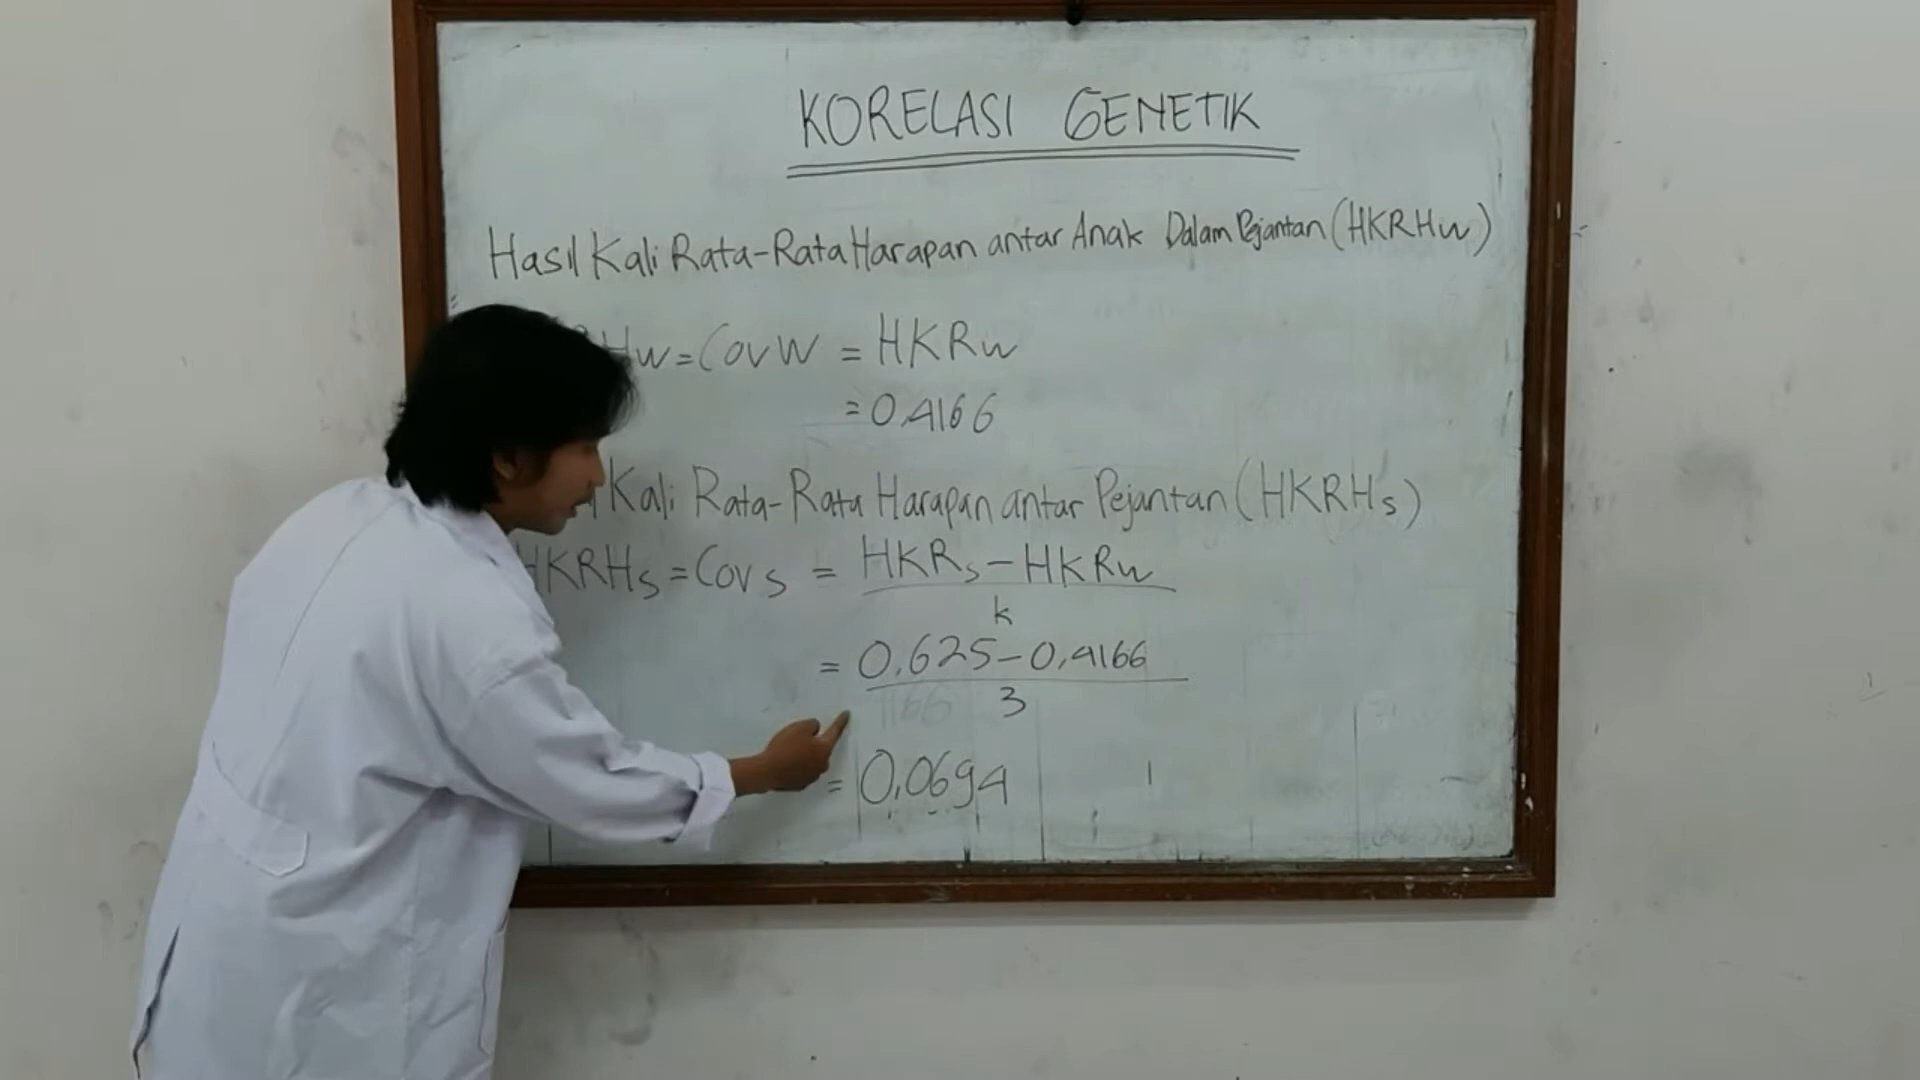 KORELASI GENETIK
Hasil Kali Rata-Rata Harapan antar Anak Dalam Pejantan (HKRHw)
Hw = Cov W = HKRw
= 0.4166
Kali Rata-Rata Harapan antar Pejantan (HKRHs)
HKRHs = Cov s = HKRs - HKRw
k
= 0.625 - 0.4166
3
= 0.0694